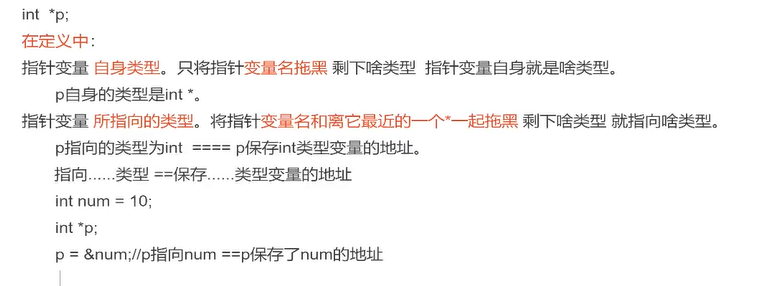 int  *p;
在定义中：
指针变量 自身类型。只将指针变量名拖黑 剩下啥类型  指针变量自身就是啥类型。
p自身的类型是int *。
指针变量 所指向的类型。将指针变量名和离它最近的一个*一起拖黑 剩下啥类型 就指向啥类型。
p指向的类型为int  ==== p保存int类型变量的地址。
指向......类型 ==保存......类型变量的地址
int num = 10;
int *p;
p = &num;//p指向num ==p保存了num的地址